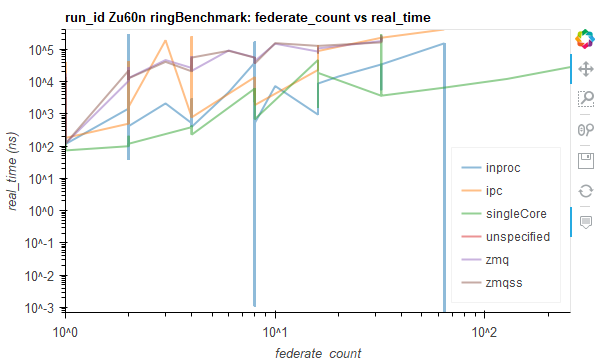 run_id Zu60n ringBenchmark: federate_count vs real_time
real_time (ns)
10^5
10^4
10^3
10^2
10^1
10^0
10^-1
10^-2
10^-3
inproc
ipc
singleCore
unspecified
zmq
zmqss
10^0
10^1
10^2
federate_count